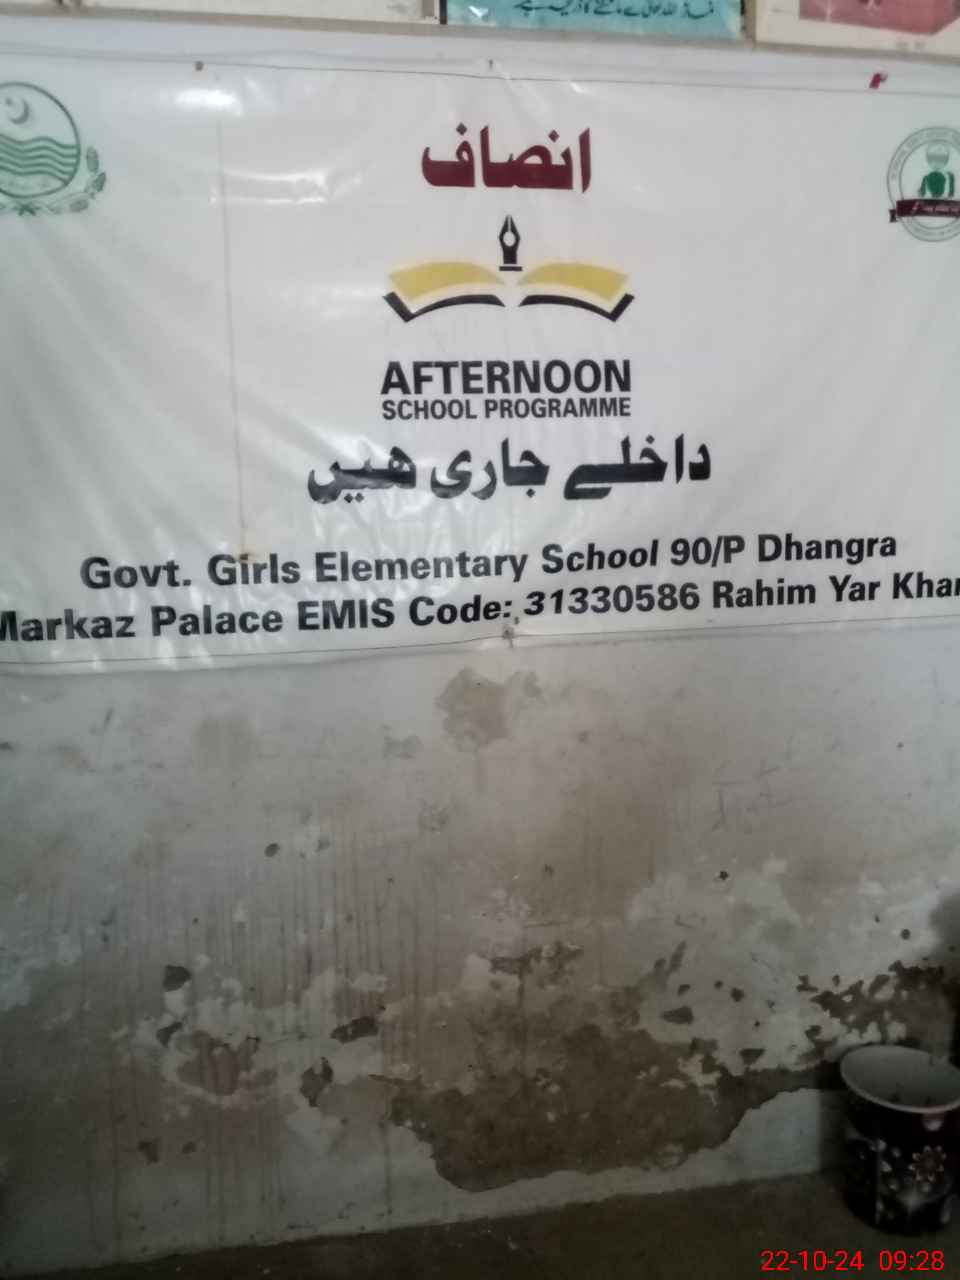 انصاف
AFTERNOON
SCHOOL PROGRAMME
داخلے جاری ھیں
Govt. Girls Elementary School 90/P Dhangra
Markaz Palace EMIS Code: 31330586 Rahim Yar Khan
22-10-24 09:28